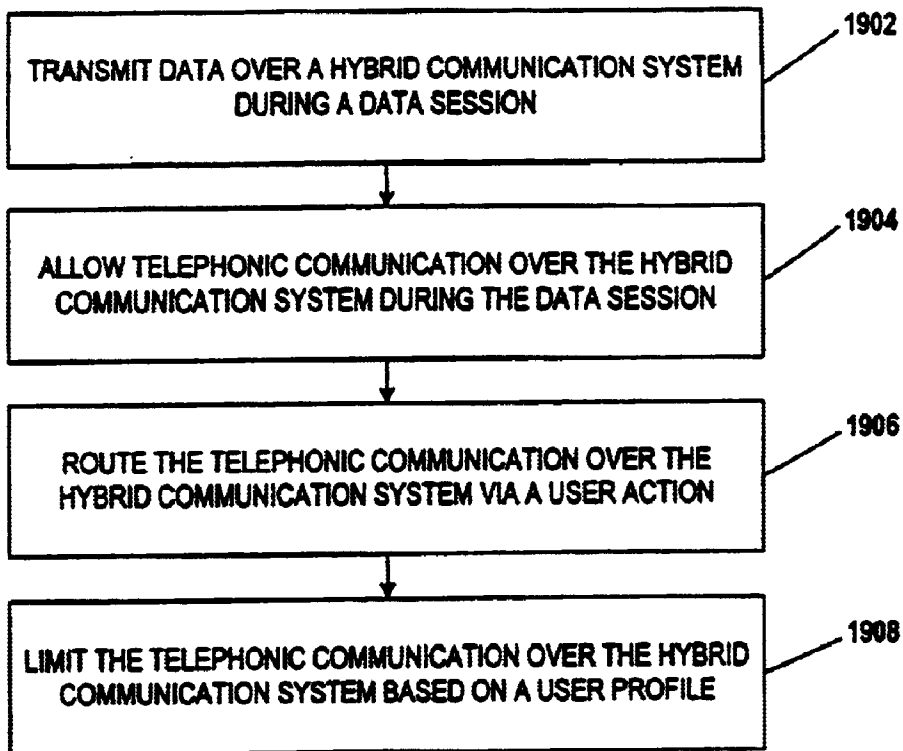 1902
TRANSMIT DATA OVER A HYBRID COMMUNICATION SYSTEM
DURING A DATA SESSION
1904
ALLOW TELEPHONIC COMMUNICATION OVER THE HYBRID
COMMUNICATION SYSTEM DURING THE DATA SESSION
1906
ROUTE THE TELEPHONIC COMMUNICATION OVER THE
HYBRID COMMUNICATION SYSTEM VIA A USER ACTION
1908
LIMIT THE TELEPHONIC COMMUNICATION OVER THE HYBRID
COMMUNICATION SYSTEM BASED ON A USER PROFILE